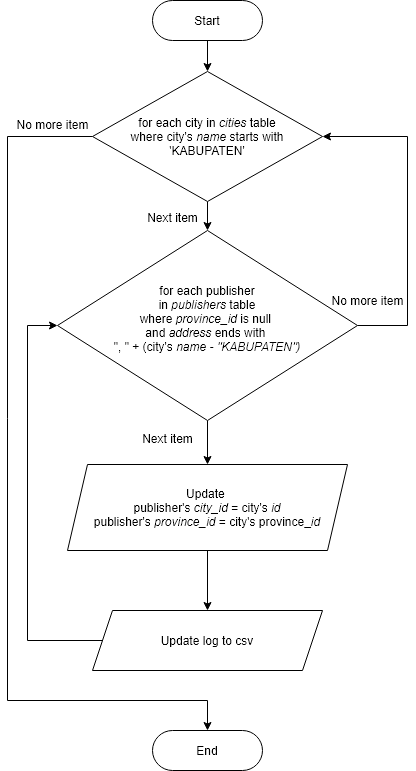 Start
for each city in cities table
where city's name starts with
'KABUPATEN'
No more item
Next item
for each publisher
in publishers table
where province_id is null
and address ends with
", " + (city's name - "KABUPATEN")
No more item
Next item
Update
publisher's city_id = city's id
publisher's province_id = city's province_id
Update log to csv
End